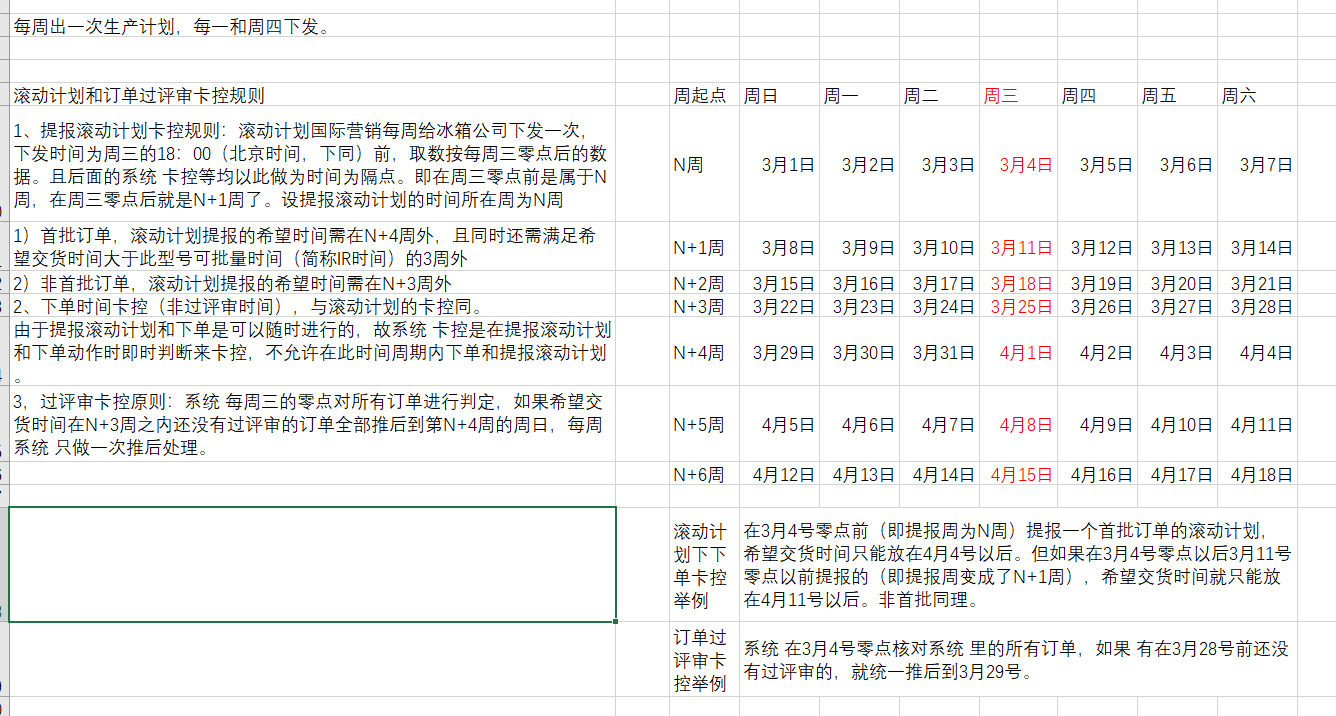 每周出一次生产计划，每一和周四下发。
滚动计划和订单过评审卡控规则 周起点 周日 周一 周二 周三 周四 周五 周六
1、提报滚动计划卡控规则：滚动计划国际营销每周给冰箱公司下发一次，
下发时间为周三的18：00（北京时间，下同）前，取数按每周三零点后的数
据。且后面的系统 卡控等均以此做为时间为隔点。即在周三零点前是属于N
周，在周三零点后就是N+1周了。设提报滚动计划的时间所在周为N周
N周 3月1日 3月2日 3月3日 3月4日 3月5日 3月6日 3月7日
1）首批订单，滚动计划提报的希望时间需在N+4周外，且同时还需满足希
望交货时间大于此型号可批量时间（简称IR时间）的3周外
N+1周 3月8日 3月9日 3月10日 3月11日 3月12日 3月13日 3月14日
2）非首批订单，滚动计划提报的希望时间需在N+3周外 N+2周 3月15日 3月16日 3月17日 3月18日 3月19日 3月20日 3月21日
2、下单时间卡控（非过评审时间），与滚动计划的卡控同。 N+3周 3月22日 3月23日 3月24日 3月25日 3月26日 3月27日 3月28日
由于提报滚动计划和下单是可以随时进行的，故系统 卡控是在提报滚动计划
和下单动作时即时判断来卡控，不允许在此时间周期内下单和提报滚动计划
。
N+4周 3月29日 3月30日 3月31日 4月1日 4月2日 4月3日 4月4日
3，过评审卡控原则：系统 每周三的零点对所有订单进行判定，如果希望交
货时间在N+3周之内还没有过评审的订单全部推后到第N+4周的周日，每周
系统 只做一次推后处理。
N+5周 4月5日 4月6日 4月7日 4月8日 4月9日 4月10日 4月11日
N+6周 4月12日 4月13日 4月14日 4月15日 4月16日 4月17日 4月18日
滚动计
划下下
单卡控
举例
在3月4号零点前（即提报周为N周）提报一个首批订单的滚动计划，
希望交货时间只能放在4月4号以后。但如果在3月4号零点以后3月11号
零点以前提报的（即提报周变成了N+1周），希望交货时间就只能放
在4月11号以后。非首批同理。
订单过
评审卡
控举例
系统 在3月4号零点核对系统 里的所有订单，如果 有在3月28号前还没
有过评审的，就统一推后到3月29号。